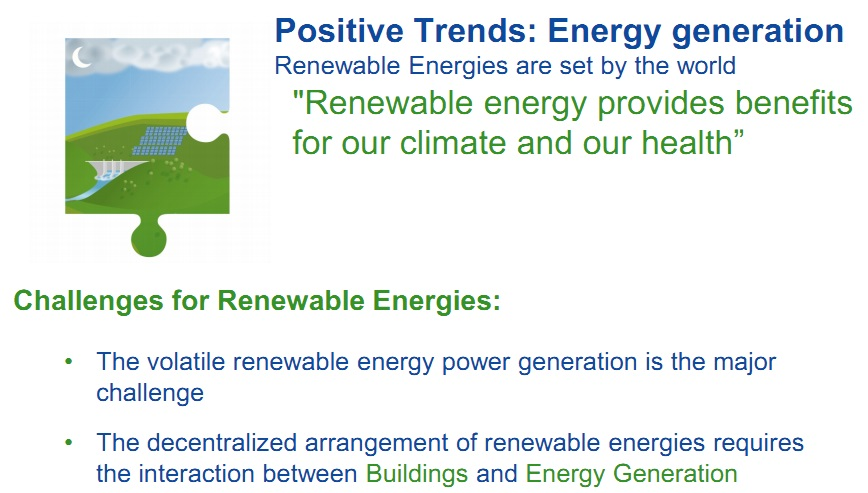 Positive Trends: Energy generation
Renewable Energies are set by the world
"Renewable energy provides benefits
for our climate and our health”
Challenges for Renewable Energies:
• The volatile renewable energy power generation is the major
challenge
• The decentralized arrangement of renewable energies requires
the interaction between Buildings and Energy Generation